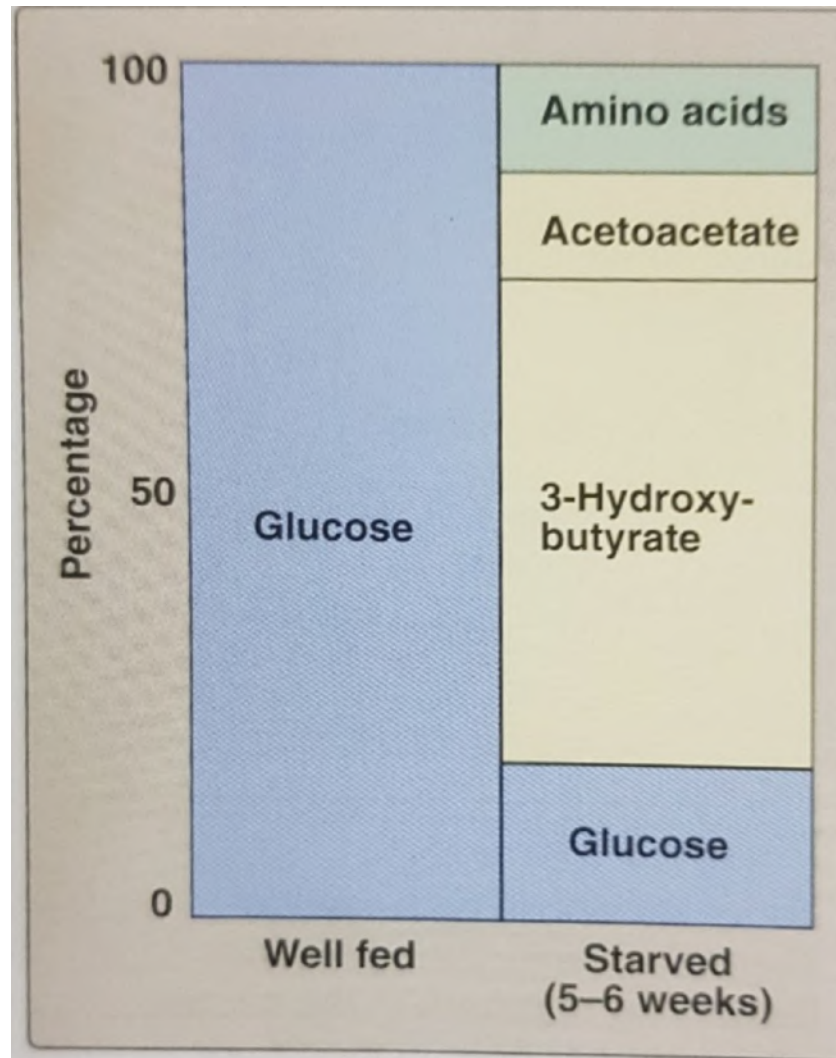 100
Amino acids
Acetoacetate
Percentage
50
Glucose
3-Hydroxy-
butyrate
Glucose
0
Well fed
Starved
(5–6 weeks)